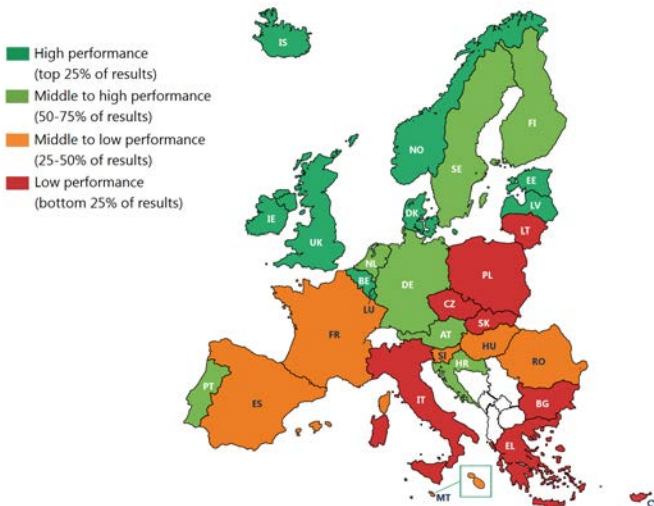 IS
High performance
(top 25% of results)
Middle to high performance
(50-75% of results)
Middle to low performance
(25-50% of results)
Low performance
(bottom 25% of results)
FI
NO
SE
EE
LV
DK
LT
IE
UK
NL
PL
BE
DE
LU
CZ
SK
FR
AT
HU
SI
RO
HR
PT
ES
IT
BG
EL
MT
C